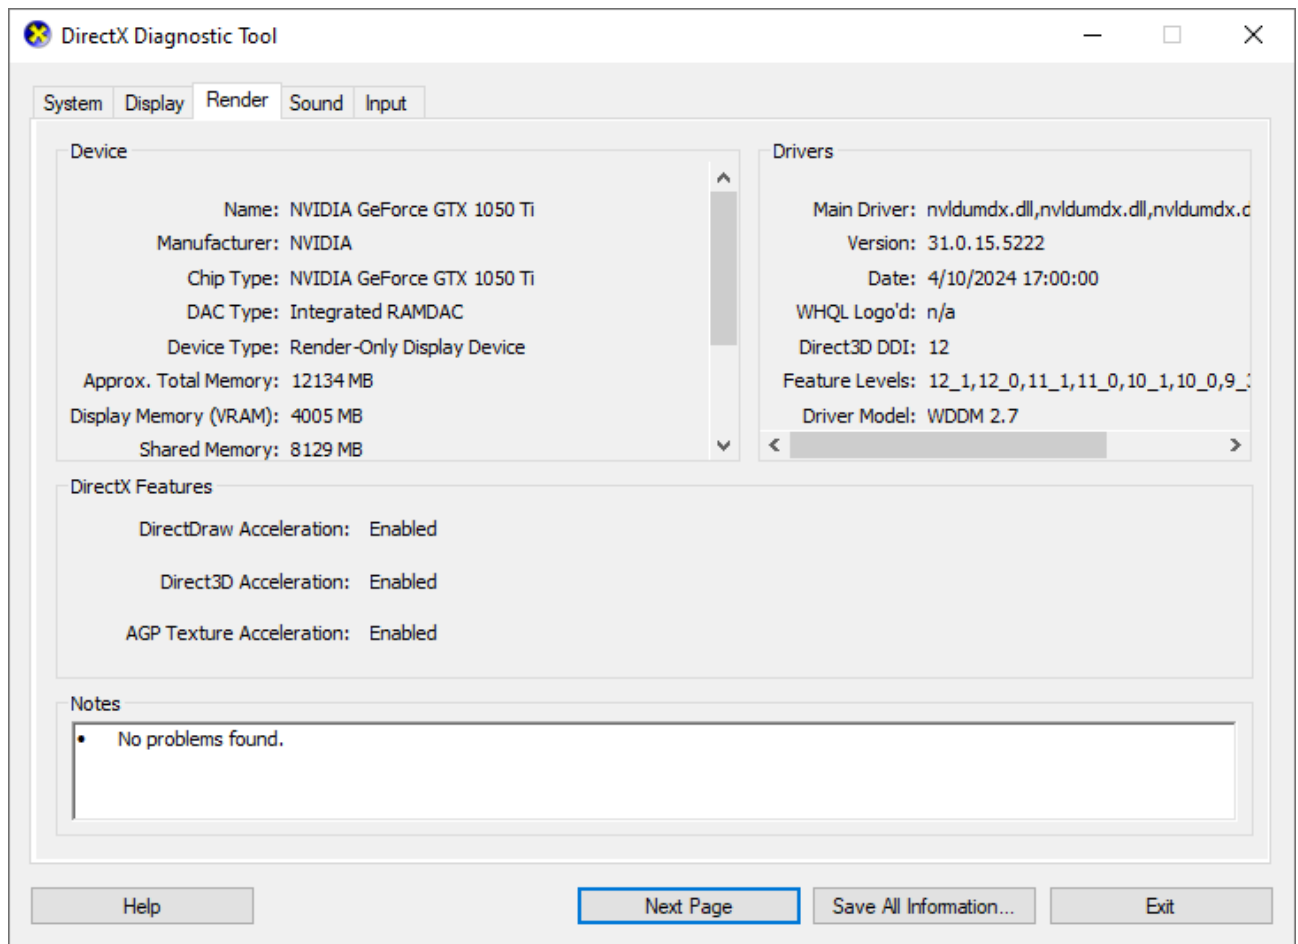 DirectX Diagnostic Tool
System Display Render Sound Input
Device
Name: NVIDIA GeForce GTX 1050 Ti
Manufacturer: NVIDIA
Chip Type: NVIDIA GeForce GTX 1050 Ti
DAC Type: Integrated RAMDAC
Device Type: Render-Only Display Device
Approx. Total Memory: 12134 MB
Display Memory (VRAM): 4005 MB
Shared Memory: 8129 MB
Drivers
Main Driver: nvldumdx.dll,nvldumdx.dll,nvldumdx.d
Version: 31.0.15.5222
Date: 4/10/2024 17:00:00
WHQL Logo'd: n/a
Direct3D DDI: 12
Feature Levels: 12_1,12_0,11_1,11_0,10_1,10_0,9_3
Driver Model: WDDM 2.7
DirectX Features
DirectDraw Acceleration: Enabled
Direct3D Acceleration: Enabled
AGP Texture Acceleration: Enabled
Notes
• No problems found.
Help Next Page Save All Information... Exit